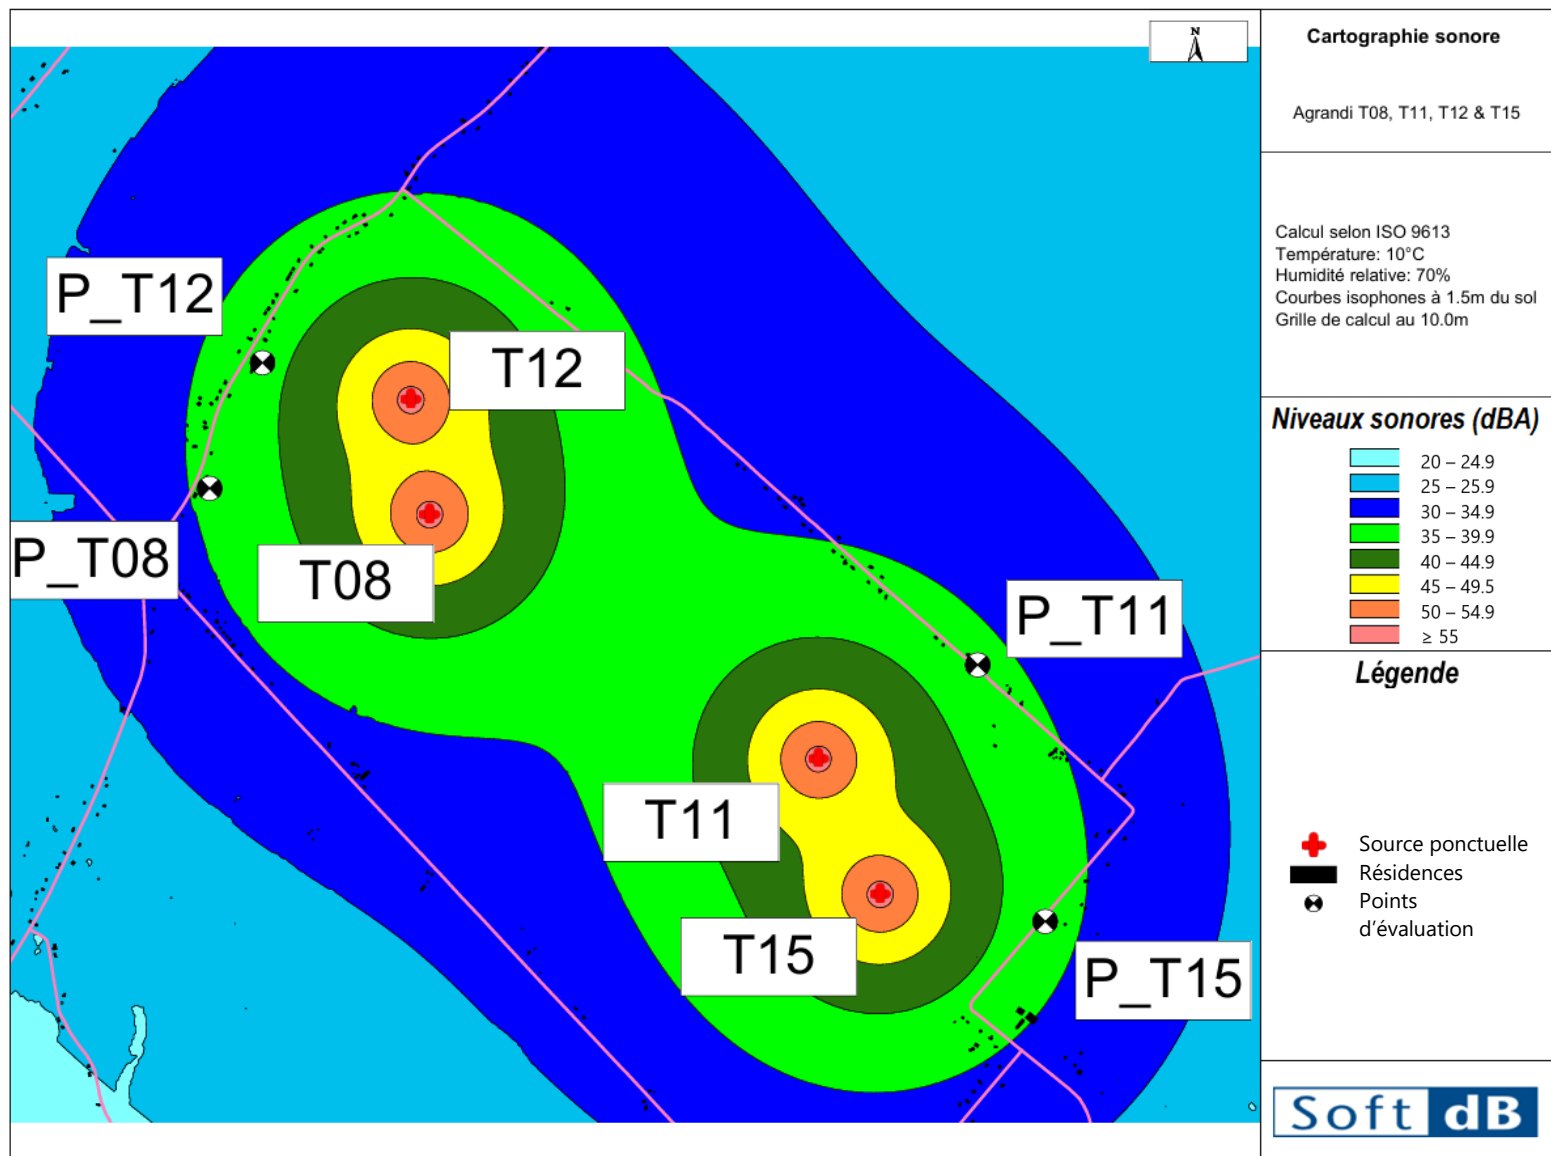 N
P_T12
T12
P_T08
T08
P_T11
T11
T15
P_T15
Cartographie sonore
Agrandi T08, T11, T12 & T15
Calcul selon ISO 9613
Température: 10°C
Humidité relative: 70%
Courbes isophones à 1.5m du sol
Grille de calcul au 10.0m
Niveaux sonores (dBA)
20 – 24.9
25 – 25.9
30 – 34.9
35 – 39.9
40 – 44.9
45 – 49.5
50 – 54.9
≥ 55
Légende
Source ponctuelle
Résidences
Points
d'évaluation
Soft dB